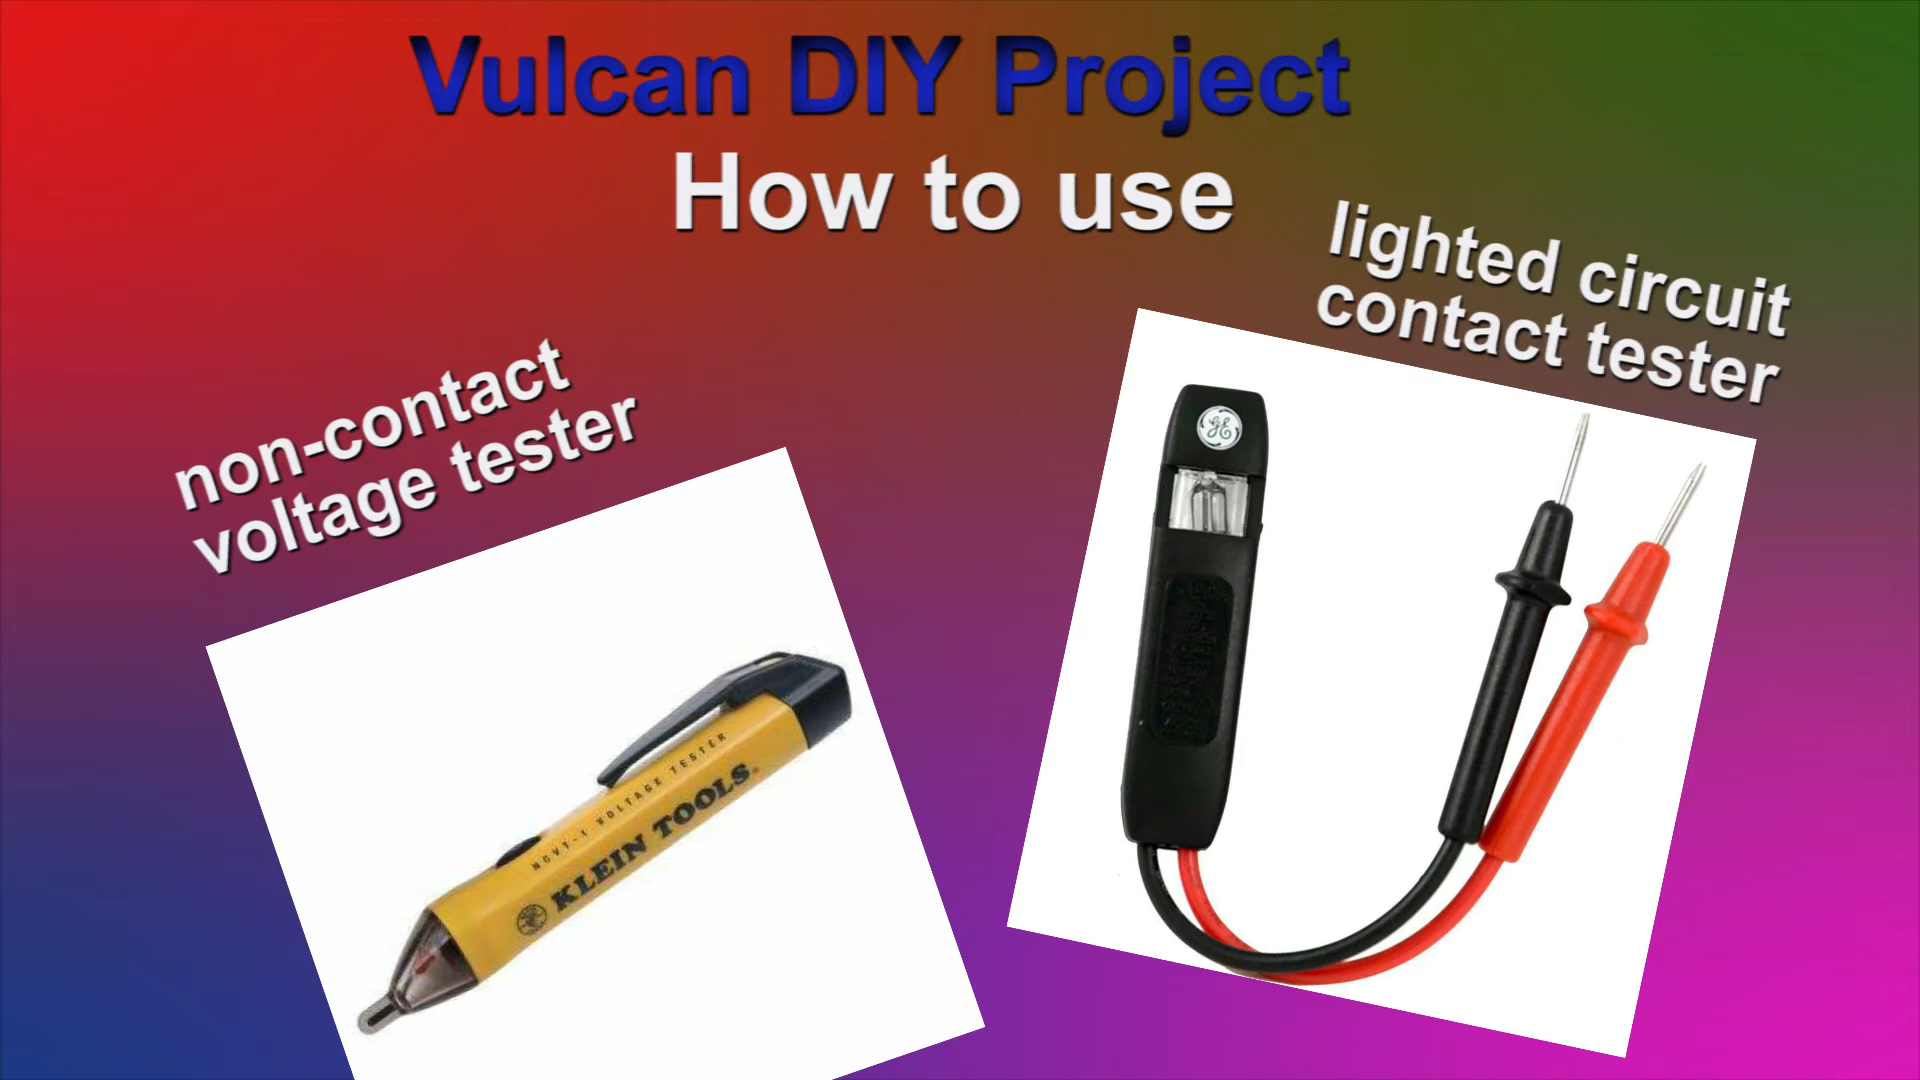 Vulcan DIY Project
How to use
lighted circuit
contact tester
non-contact
voltage tester
GE
NCVT-1 VOLTAGE TESTER
KLEIN TOOLS